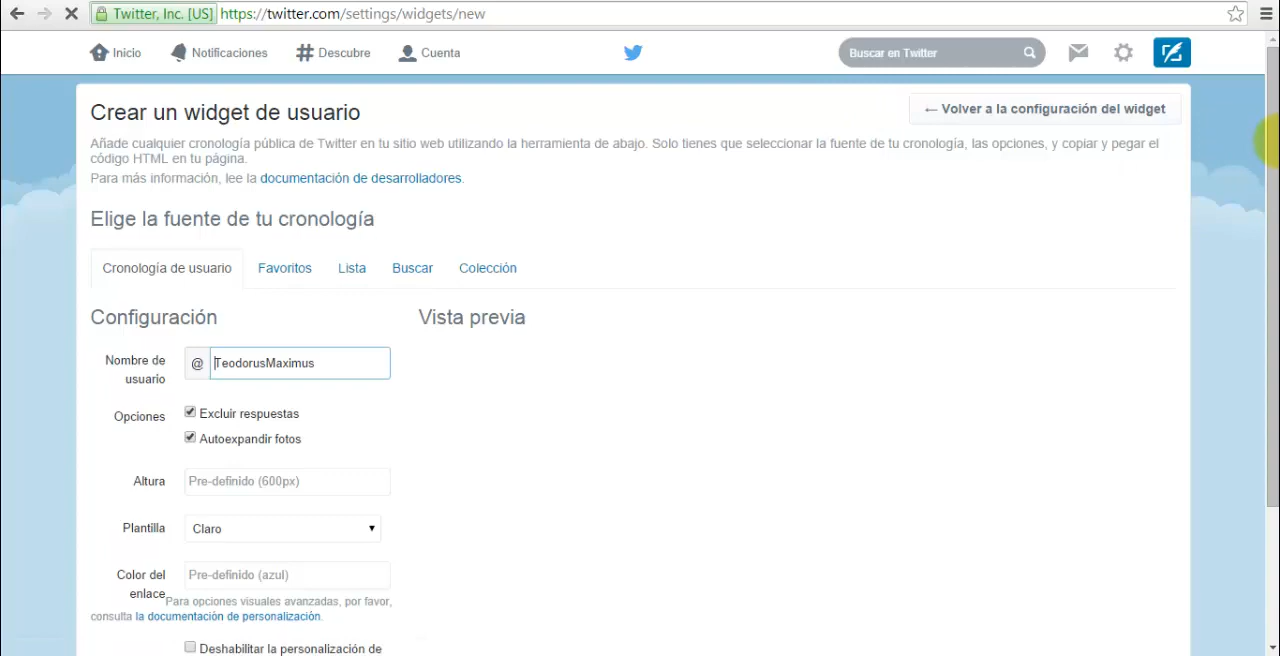 Twitter, Inc. [US] https://twitter.com/settings/widgets/new
Inicio Notificaciones Descubre Cuenta Buscar en Twitter
Crear un widget de usuario
← Volver a la configuración del widget
Añade cualquier cronología pública de Twitter en tu sitio web utilizando la herramienta de abajo. Solo tienes que seleccionar la fuente de tu cronología, las opciones, y copiar y pegar el
código HTML en tu página.
Para más información, lee la documentación de desarrolladores.
Elige la fuente de tu cronología
Cronología de usuario Favoritos Lista Buscar Colección
Configuración
Vista previa
Nombre de
usuario
@ TeodorusMaximus
Opciones
Excluir respuestas
Autoexpandir fotos
Altura Pre-definido (600px)
Plantilla Claro
Color del
enlace
Pre-definido (azul)
Para opciones visuales avanzadas, por favor,
consulta la documentación de personalización.
Deshabilitar la personalización de